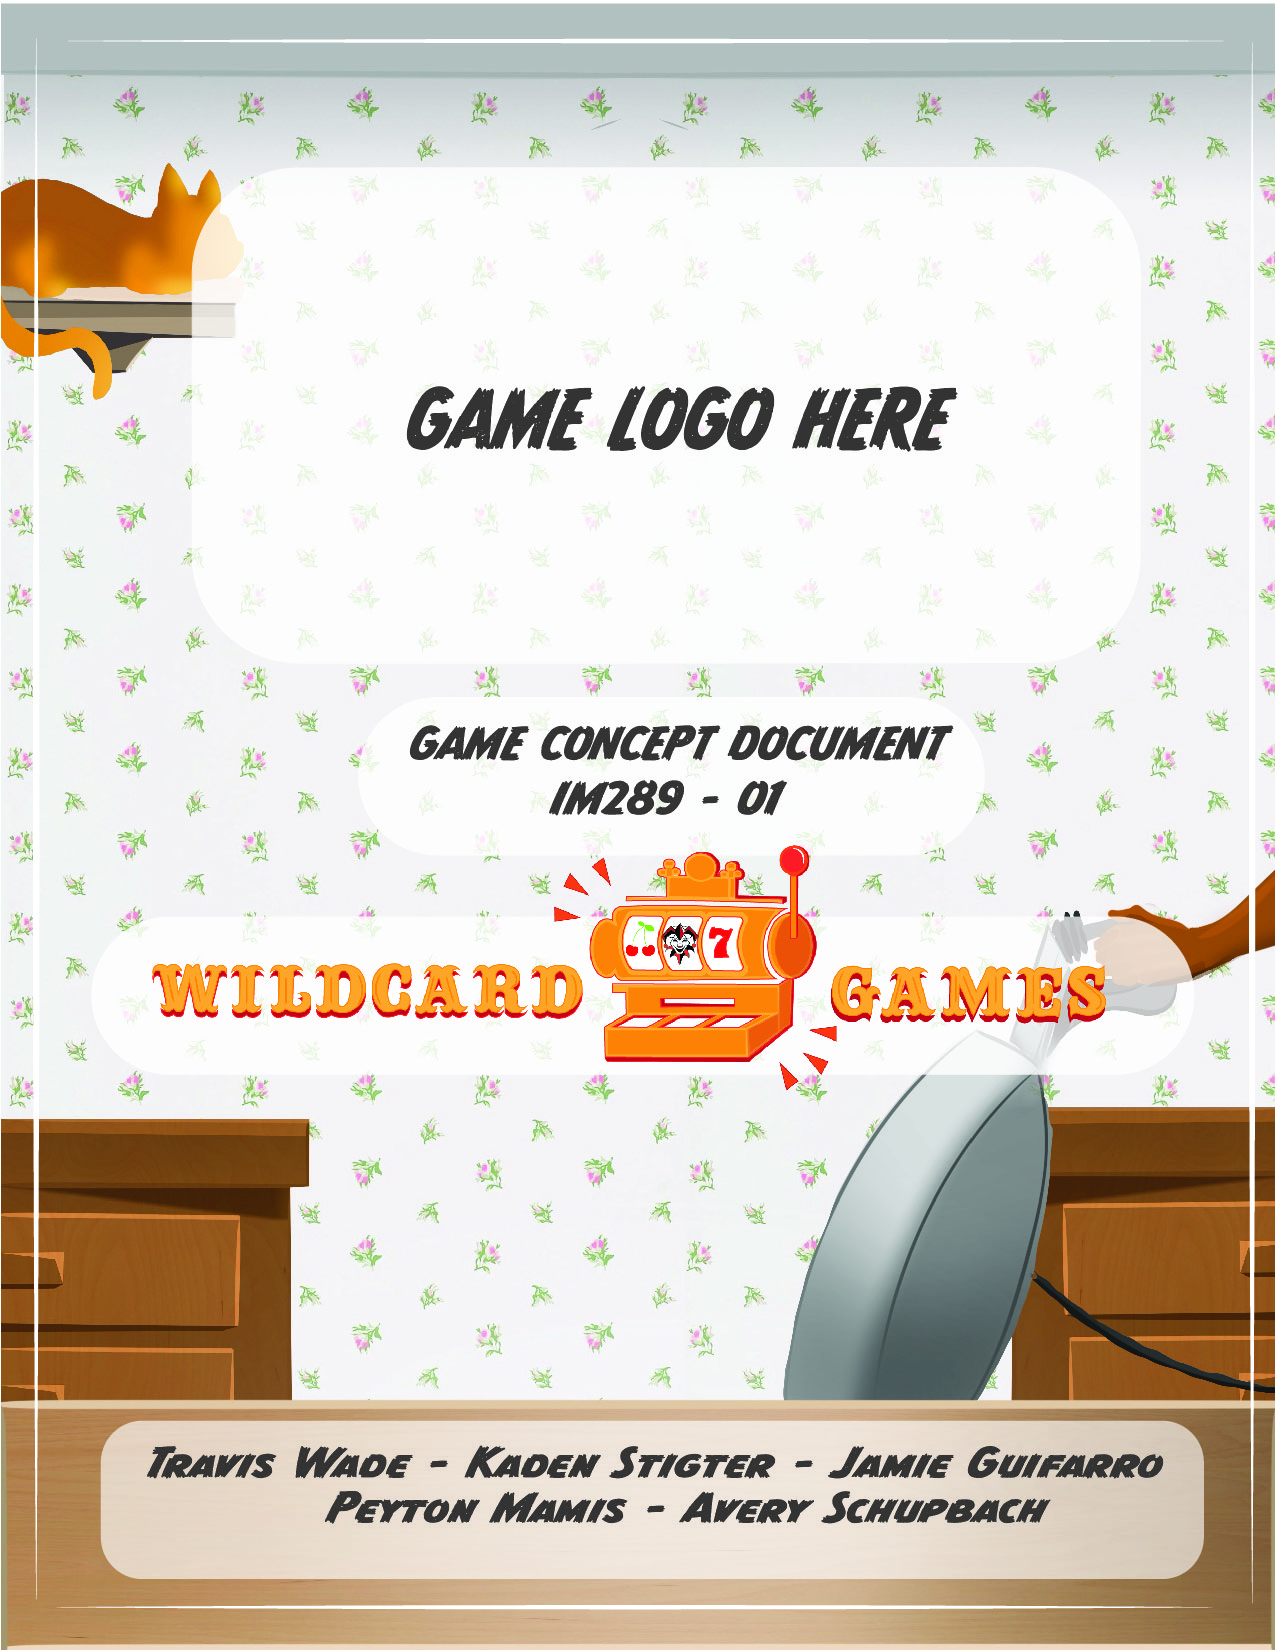 GAME LOGO HERE
GAME CONCEPT DOCUMENT
IM289 - 01
WILDCARD 7 GAMES
TRAVIS WADE - KADEN STIGTER - JAMIE GUIFARRO
PEYTON MAMIS - AVERY SCHUPBACH